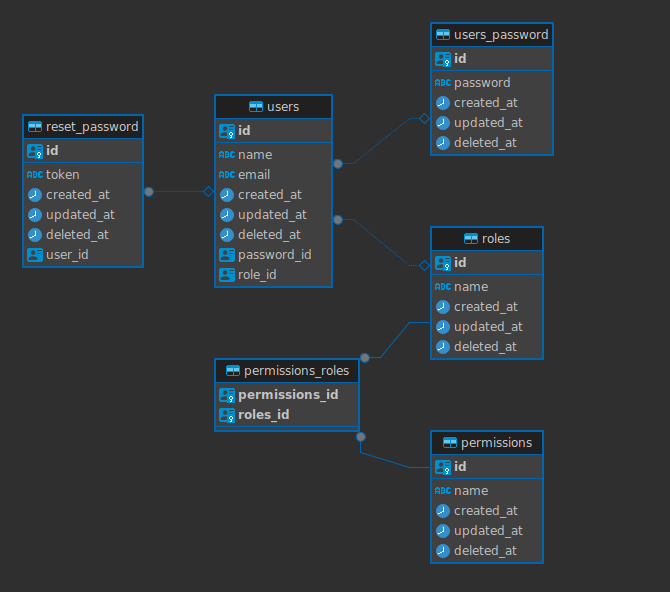 reset_password
id
token
created_at
updated_at
deleted_at
user_id
users
id
name
email
created_at
updated_at
deleted_at
password_id
role_id
users_password
id
password
created_at
updated_at
deleted_at
roles
id
name
created_at
updated_at
deleted_at
permissions_roles
permissions_id
roles_id
permissions
id
name
created_at
updated_at
deleted_at